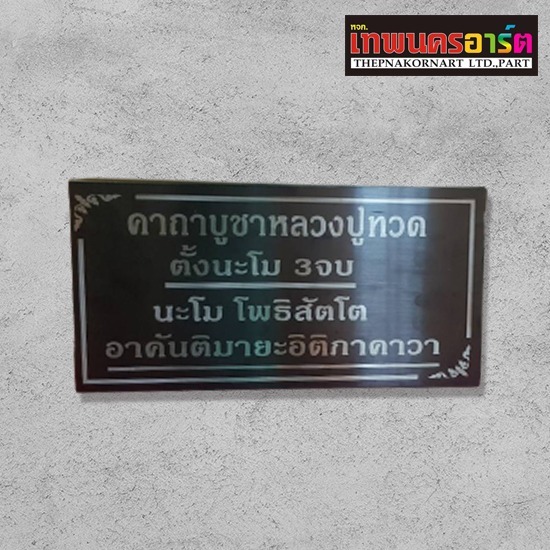 หจก.
เทพนครอาร์ต
THEPNAKORNART LTD.,PART
คาถาบูชาหลวงปู่ทวด
ตั้งนะโม 3จบ
นะโม โพธิสัตโต
อาคันติมายะอิติภาคาวา